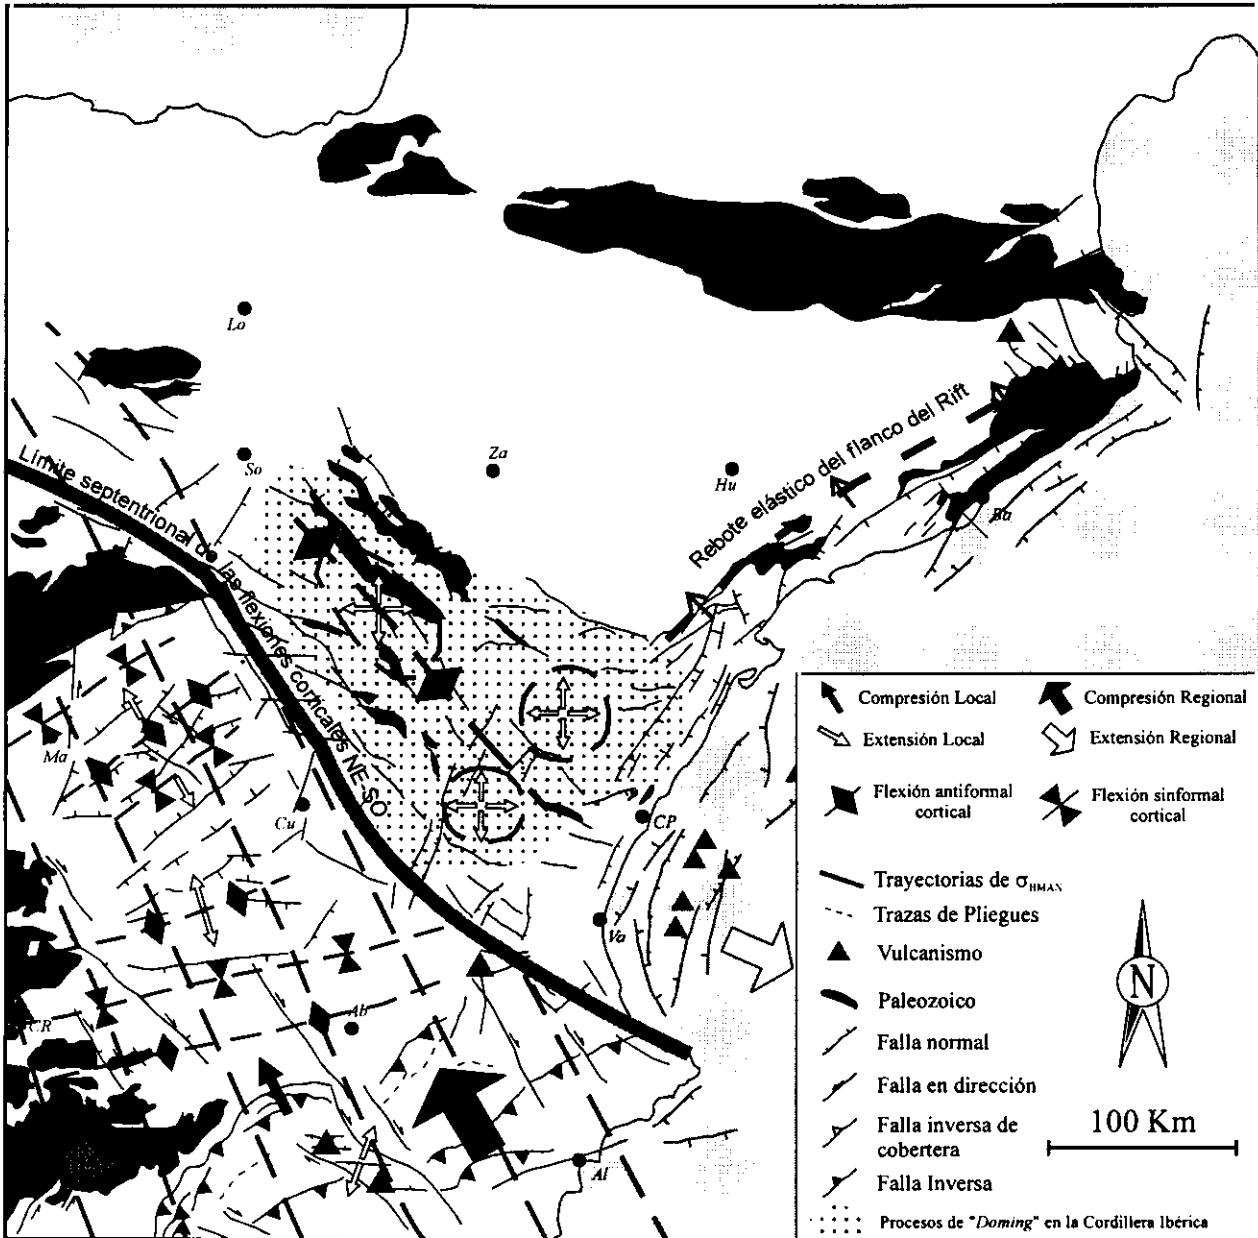 Lo
So
Za
Hu
Ba
Rebote elástico del flanco del Rift
Límite septentrional de las flexiones corticales NE-SO
Ma
Cu
CP
Va
CR
Ab
Al
Compresión Local
Compresión Regional
Extensión Local
Extensión Regional
Flexión antiformal
cortical
Flexión sinformal
cortical
Trayectorias de σHMAX
Trazas de Pliegues
Vulcanismo
Paleozoico
Falla normal
Falla en dirección
Falla inversa de
cobertera
Falla Inversa
Procesos de "Doming" en la Cordillera Ibérica
N
100 Km